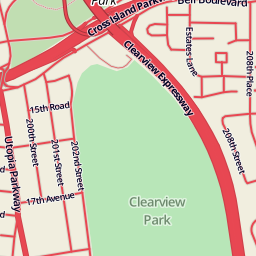 Park
Cross Island Parkw
Bell Boulevard
Clearview Expressway
Estates Lane
208th Place
15th Road
200th Street
201st Street
202nd Street
Utopia Parkway
208th Street
17th Avenue
Clearview
Park